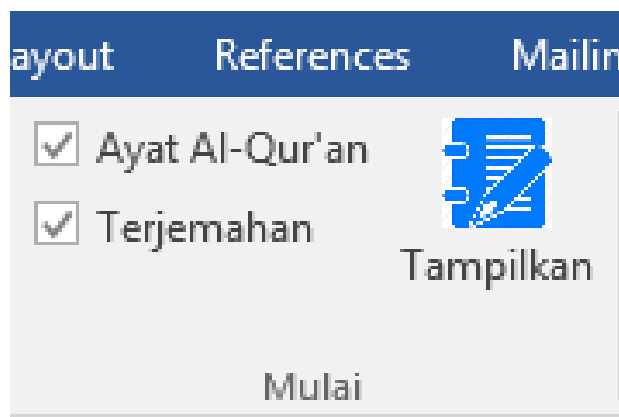 ayout References Mailin
Ayat Al-Qur'an
Terjemahan
Tampilkan
Mulai